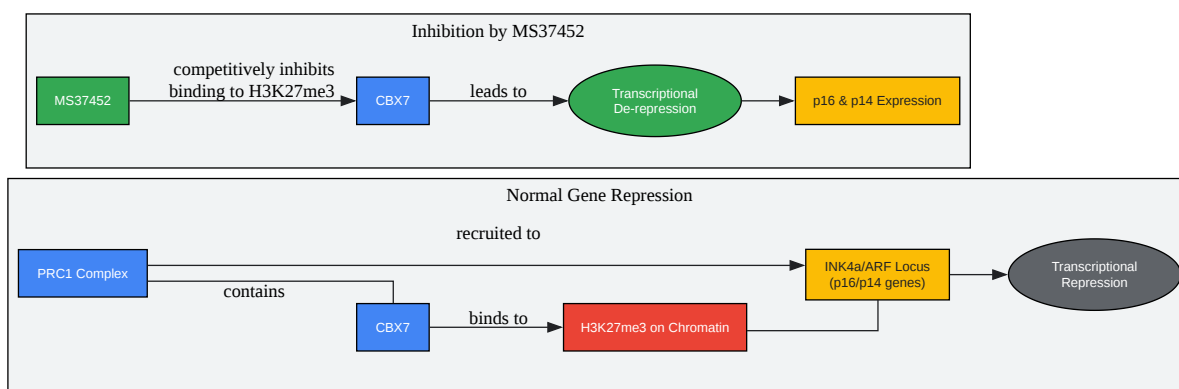 Inhibition by MS37452
MS37452
competitively inhibits
binding to H3K27me3
CBX7
leads to
Transcriptional
De-repression
p16 & p14 Expression
Normal Gene Repression
PRC1 Complex
recruited to
contains
CBX7
binds to
H3K27me3 on Chromatin
INK4a/ARF Locus
(p16/p14 genes)
Transcriptional
Repression